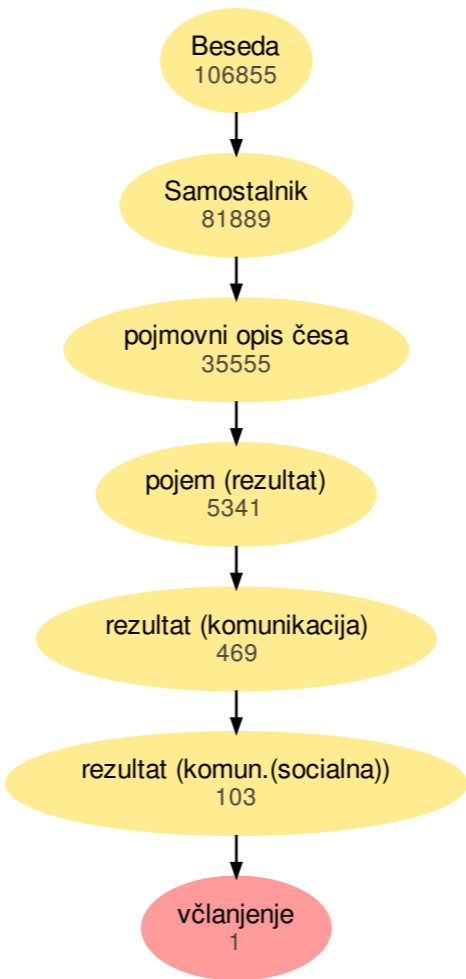 Beseda
106855
Samostalnik
81889
pojmovni opis česa
35555
pojem (rezultat)
5341
rezultat (komunikacija)
469
rezultat (komun.(socialna))
103
včlanjenje
1